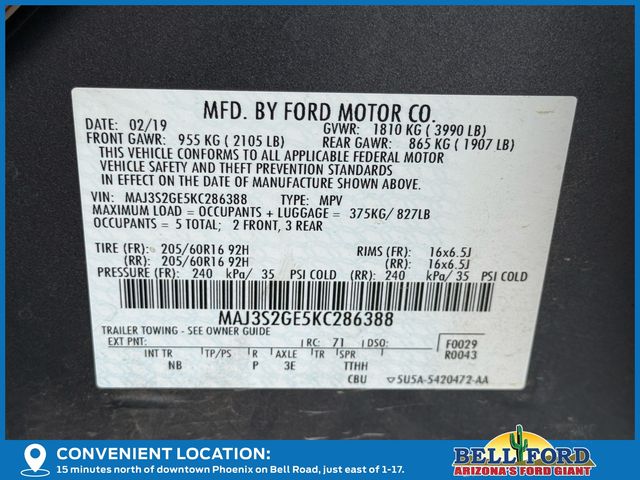 MFD. BY FORD MOTOR CO.
DATE: 02/19 GVWR: 1810 KG (3990 LB)
FRONT GAWR: 955 KG (2105 LB) REAR GAWR: 865 KG (1907 LB)
THIS VEHICLE CONFORMS TO ALL APPLICABLE FEDERAL MOTOR
VEHICLE SAFETY AND THEFT PREVENTION STANDARDS
IN EFFECT ON THE DATE OF MANUFACTURE SHOWN ABOVE.
VIN: MAJ3S2GE5KC286388 TYPE: MPV
MAXIMUM LOAD = OCCUPANTS + LUGGAGE = 375KG/ 827LB
OCCUPANTS = 5 TOTAL; 2 FRONT, 3 REAR
TIRE (FR): 205/60R16 92H RIMS (FR): 16x6.5J
(RR): 205/60R16 92H (RR): 16x6.5J
PRESSURE (FR): 240 kPa/ 35 PSI COLD (RR): 240 kPa/ 35 PSI COLD
MAJ3S2GE5KC286388
TRAILER TOWING - SEE OWNER GUIDE
EXT PNT: RC: 71 DSO: F0029
INT TR TP/PS R AXLE TR SPR R0043
NB P 3E TTHH
CBU 5U5A-5420472-AA
CONVENIENT LOCATION:
15 minutes north of downtown Phoenix on Bell Road, just east of 1-17.
BELL FORD
ARIZONA'S FORD GIANT